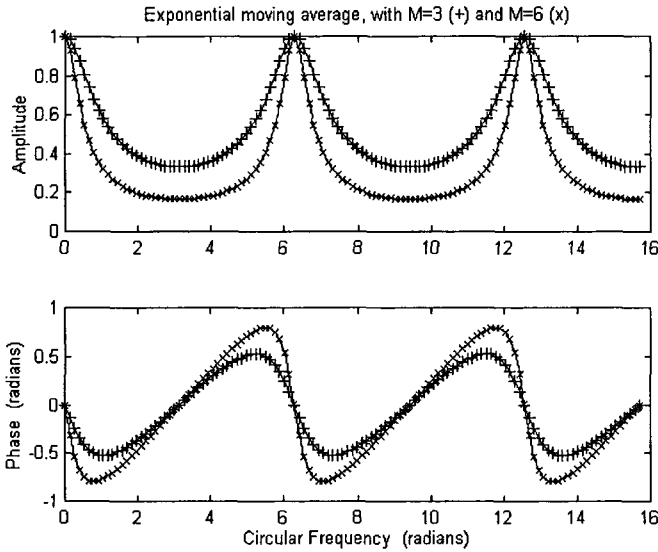 Exponential moving average, with M=3 (+) and M=6 (x)
1
0.8
0.6
0.4
0.2
0
Amplitude
0 2 4 6 8 10 12 14 16
1
0.5
0
-0.5
-1
Phase (radians)
0 2 4 6 8 10 12 14 16
Circular Frequency (radians)